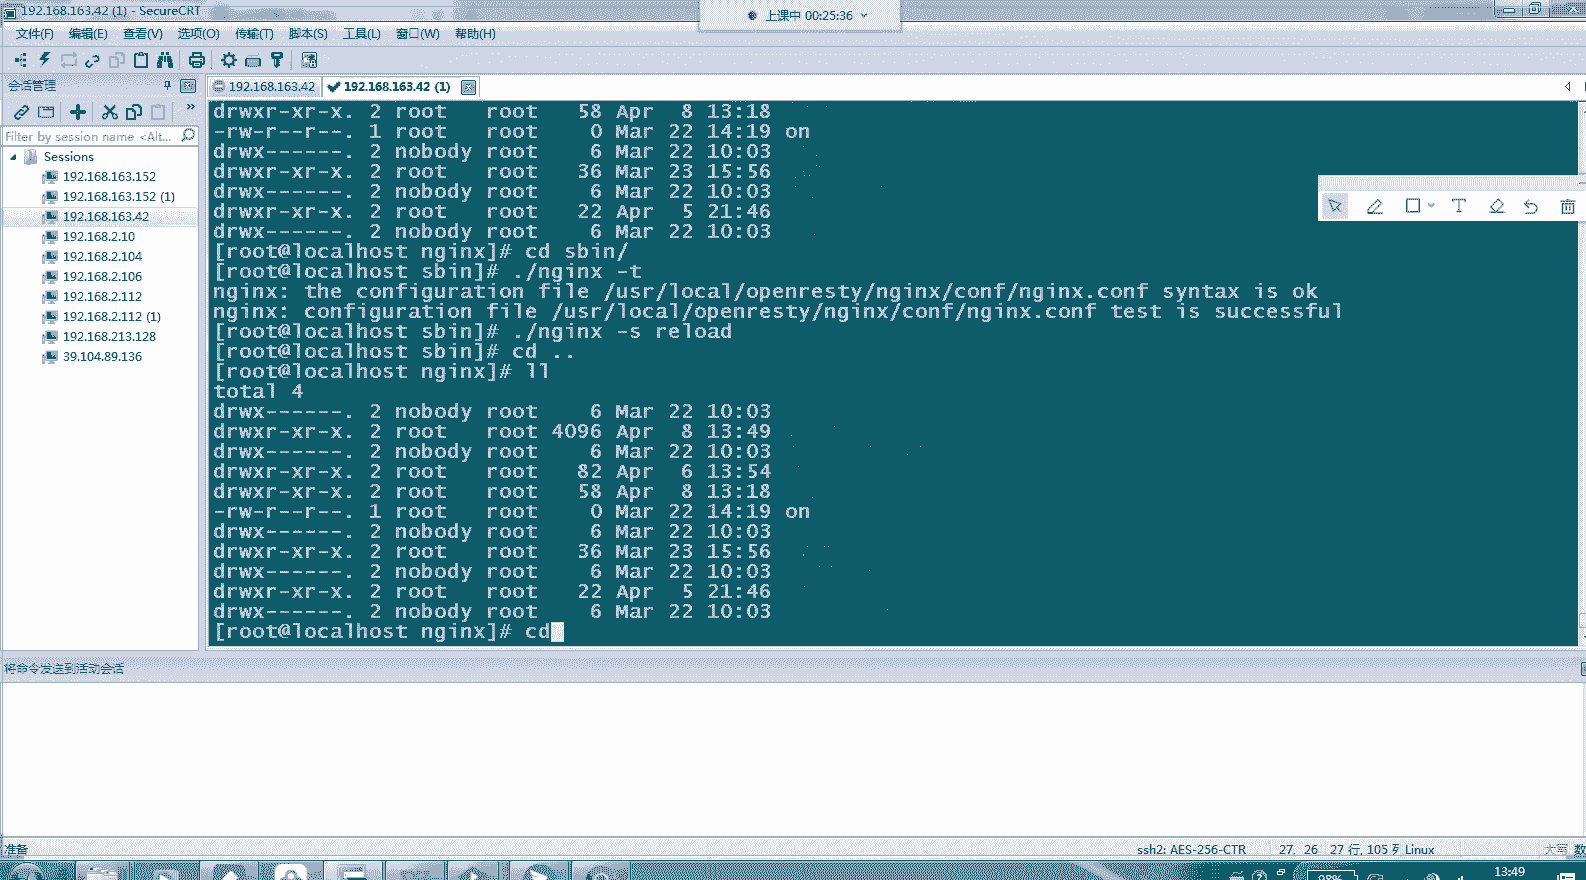 192.168.163.42 (1) - SecureCRT
上课中 00:25:36
文件(F) 编辑(E) 查看(V) 选项(O) 传输(T) 脚本(S) 工具(L) 窗口(W) 帮助(H)
会话管理
192.168.163.42
192.168.163.42 (1)
Filter by session name <Alt...
Sessions
192.168.163.152
192.168.163.152 (1)
192.168.163.42
192.168.2.10
192.168.2.104
192.168.2.106
192.168.2.112
192.168.2.112 (1)
192.168.213.128
39.104.89.136
drwxr-xr-x. 2 root   root   58 Apr  8 13:18
-rw-r--r--. 1 root   root    0 Mar 22 14:19 on
drwx------. 2 nobody root    6 Mar 22 10:03
drwxr-xr-x. 2 root   root   36 Mar 23 15:56
drwx------. 2 nobody root    6 Mar 22 10:03
drwxr-xr-x. 2 root   root   22 Apr  5 21:46
drwx------. 2 nobody root    6 Mar 22 10:03
[root@localhost nginx]# cd sbin/
[root@localhost sbin]# ./nginx -t
nginx: the configuration file /usr/local/openresty/nginx/conf/nginx.conf syntax is ok
nginx: configuration file /usr/local/openresty/nginx/conf/nginx.conf test is successful
[root@localhost sbin]# ./nginx -s reload
[root@localhost sbin]# cd ..
[root@localhost nginx]# ll
total 4
drwx------. 2 nobody root    6 Mar 22 10:03
drwxr-xr-x. 2 root   root 4096 Apr  8 13:49
drwx------. 2 nobody root    6 Mar 22 10:03
drwxr-xr-x. 2 root   root   82 Apr  6 13:54
drwxr-xr-x. 2 root   root   58 Apr  8 13:18
-rw-r--r--. 1 root   root    0 Mar 22 14:19 on
drwx------. 2 nobody root    6 Mar 22 10:03
drwxr-xr-x. 2 root   root   36 Mar 23 15:56
drwx------. 2 nobody root    6 Mar 22 10:03
drwxr-xr-x. 2 root   root   22 Apr  5 21:46
drwx------. 2 nobody root    6 Mar 22 10:03
[root@localhost nginx]# cd
将命令发送到活动会话
准备
ssh2: AES-256-CTR 27, 26 27 行, 105 列 Linux 大写 数
98% 13:49